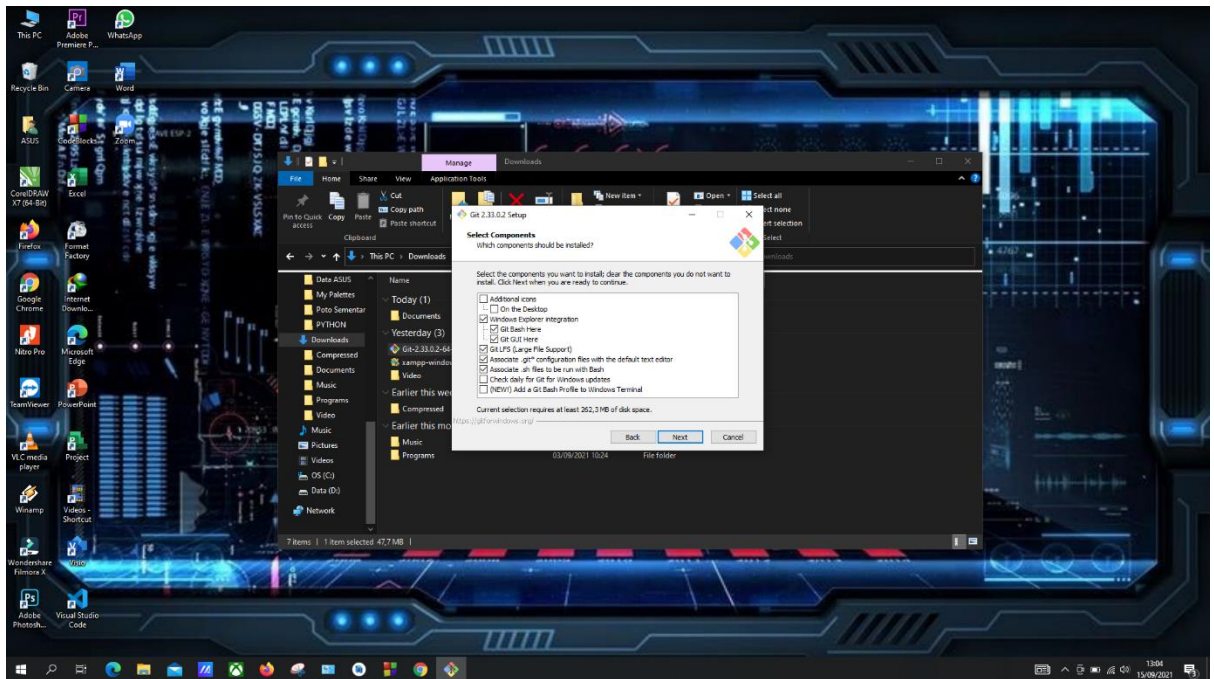 This PC
Adobe
Premiere P...
WhatsApp
Recycle Bin
Camera
Word
ASUS
CodeBlocks
Zoom
CorelDRAW
X7 (64-Bit)
Excel
Firefox
Format
Factory
Google
Chrome
Internet
Downlo...
Nitro Pro
Microsoft
Edge
TeamViewer
PowerPoint
VLC media
player
Project
Winamp
Videos -
Shortcut
Wondershare
Filmora X
Visio
Adobe
Photosh...
Visual Studio
Code
Manage
Downloads
File
Home
Share
View
Application Tools
Pin to Quick
access
Copy
Paste
Cut
Copy path
Paste shortcut
Clipboard
New item
Open
Select all
This PC > Downloads
Data ASUS
My Palettes
Poto Sementar
PYTHON
Downloads
Compressed
Documents
Music
Programs
Video
Music
Pictures
Videos
OS (C:)
Data (D:)
Network
Name
Today (1)
Documents
Yesterday (3)
Git-2.33.0.2-64
xampp-window
Video
Earlier this wee
Compressed
Earlier this mo
Music
Programs
03/09/2021 10:24
File folder
7 items
1 item selected 47,7 MB
Git 2.33.0.2 Setup
Select Components
Which components should be installed?
Select the components you want to install; clear the components you do not want to
install. Click Next when you are ready to continue.
Additional icons
On the Desktop
Windows Explorer integration
Git Bash Here
Git GUI Here
Git LFS (Large File Support)
Associate .git* configuration files with the default text editor
Associate .sh files to be run with Bash
Check daily for Git for Windows updates
(NEW!) Add a Git Bash Profile to Windows Terminal
Current selection requires at least 262,3 MB of disk space.
https://gitforwindows.org/
Back
Next
Cancel
13:04
15/09/2021